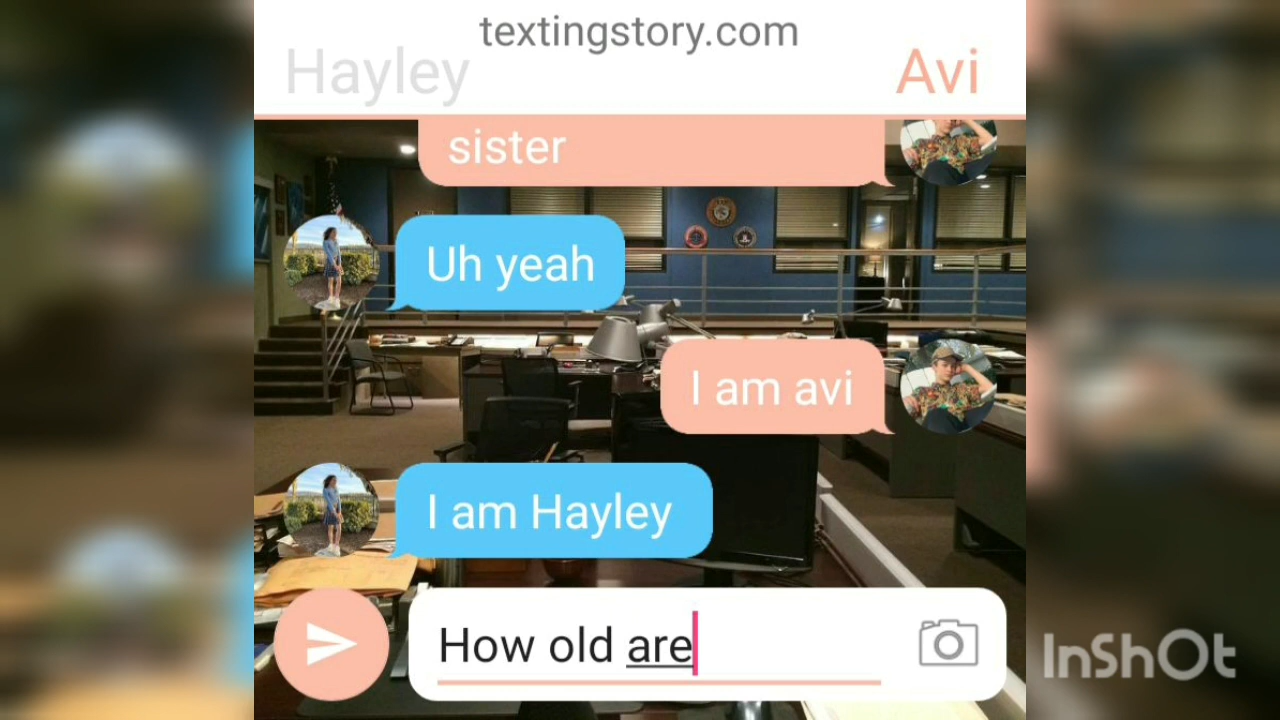 textingstory.com
Hayley
Avi
sister
Uh yeah
I am avi
I am Hayley
How old are
InShOt